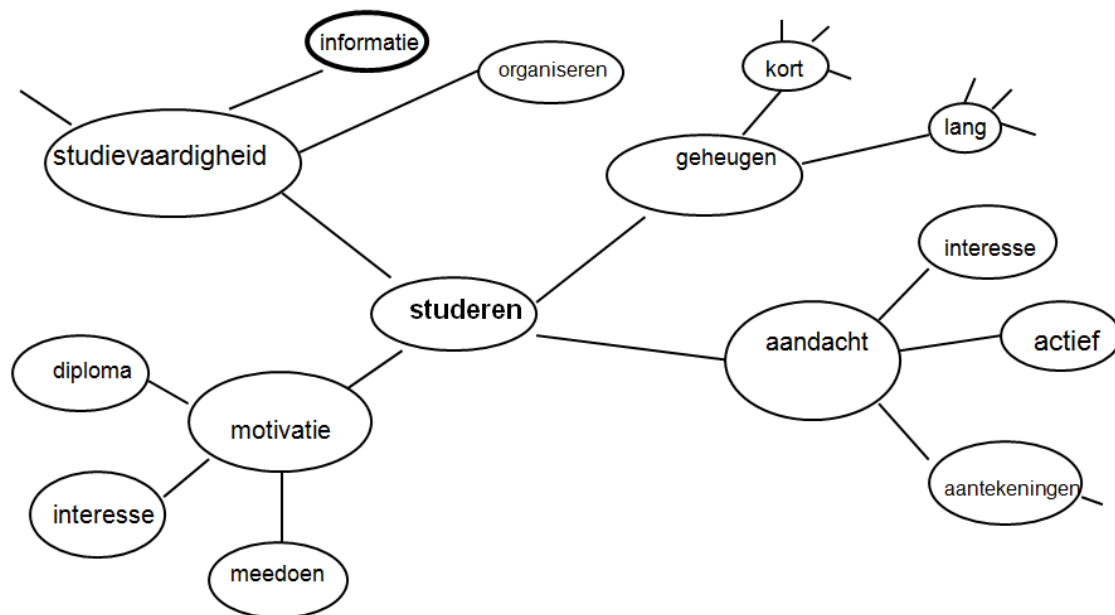 informatie
organiseren
kort
lang
studievaardigheid
geheugen
interesse
studeren
aandacht
actief
diploma
motivatie
aantekeningen
interesse
meedoen